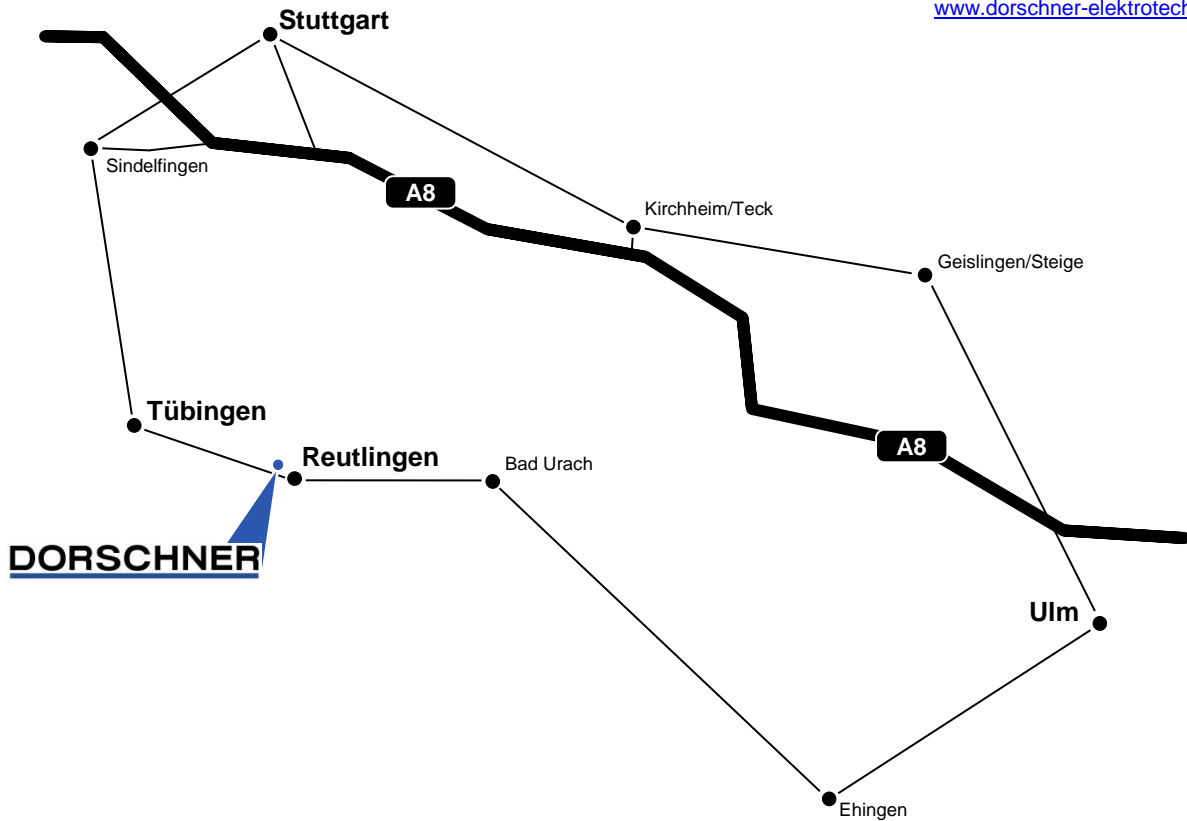 www.dorschner-elektrotech
Stuttgart
Sindelfingen
A8
Kirchheim/Teck
Geislingen/Steige
Tübingen
Reutlingen
Bad Urach
A8
DORSCHNER
Ulm
Ehingen